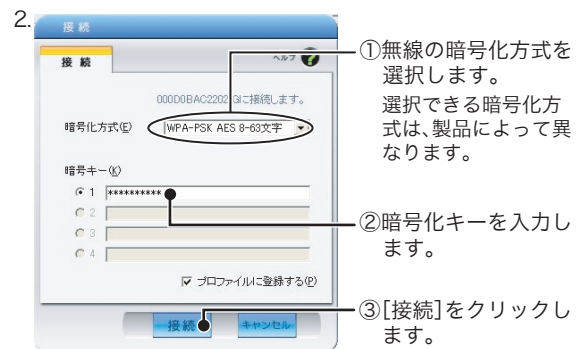 2.
接続
接続
ヘルプ ?
000D0BAC2202_Gに接続します。
暗号化方式(E) WPA-PSK AES 8-63文字
暗号キー(K)
1 **********
2
3
4
プロファイルに登録する(P)
接続 キャンセル
①無線の暗号化方式を
選択します。
選択できる暗号化方
式は、製品によって異
なります。
②暗号化キーを入力し
ます。
③[接続]をクリックし
ます。